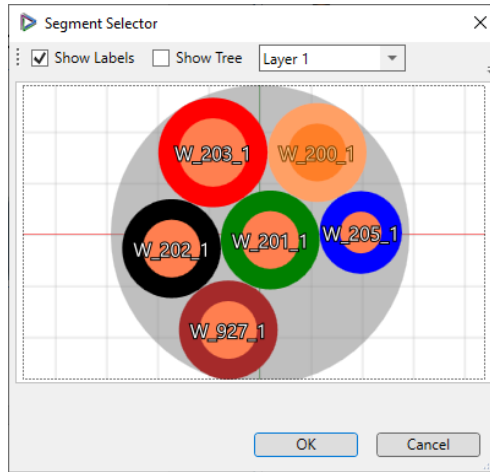 Segment Selector
Show Labels Show Tree Layer 1
W_203_1 W_200_1
W_202_1 W_201_1 W_205_1
W_927_1
OK Cancel